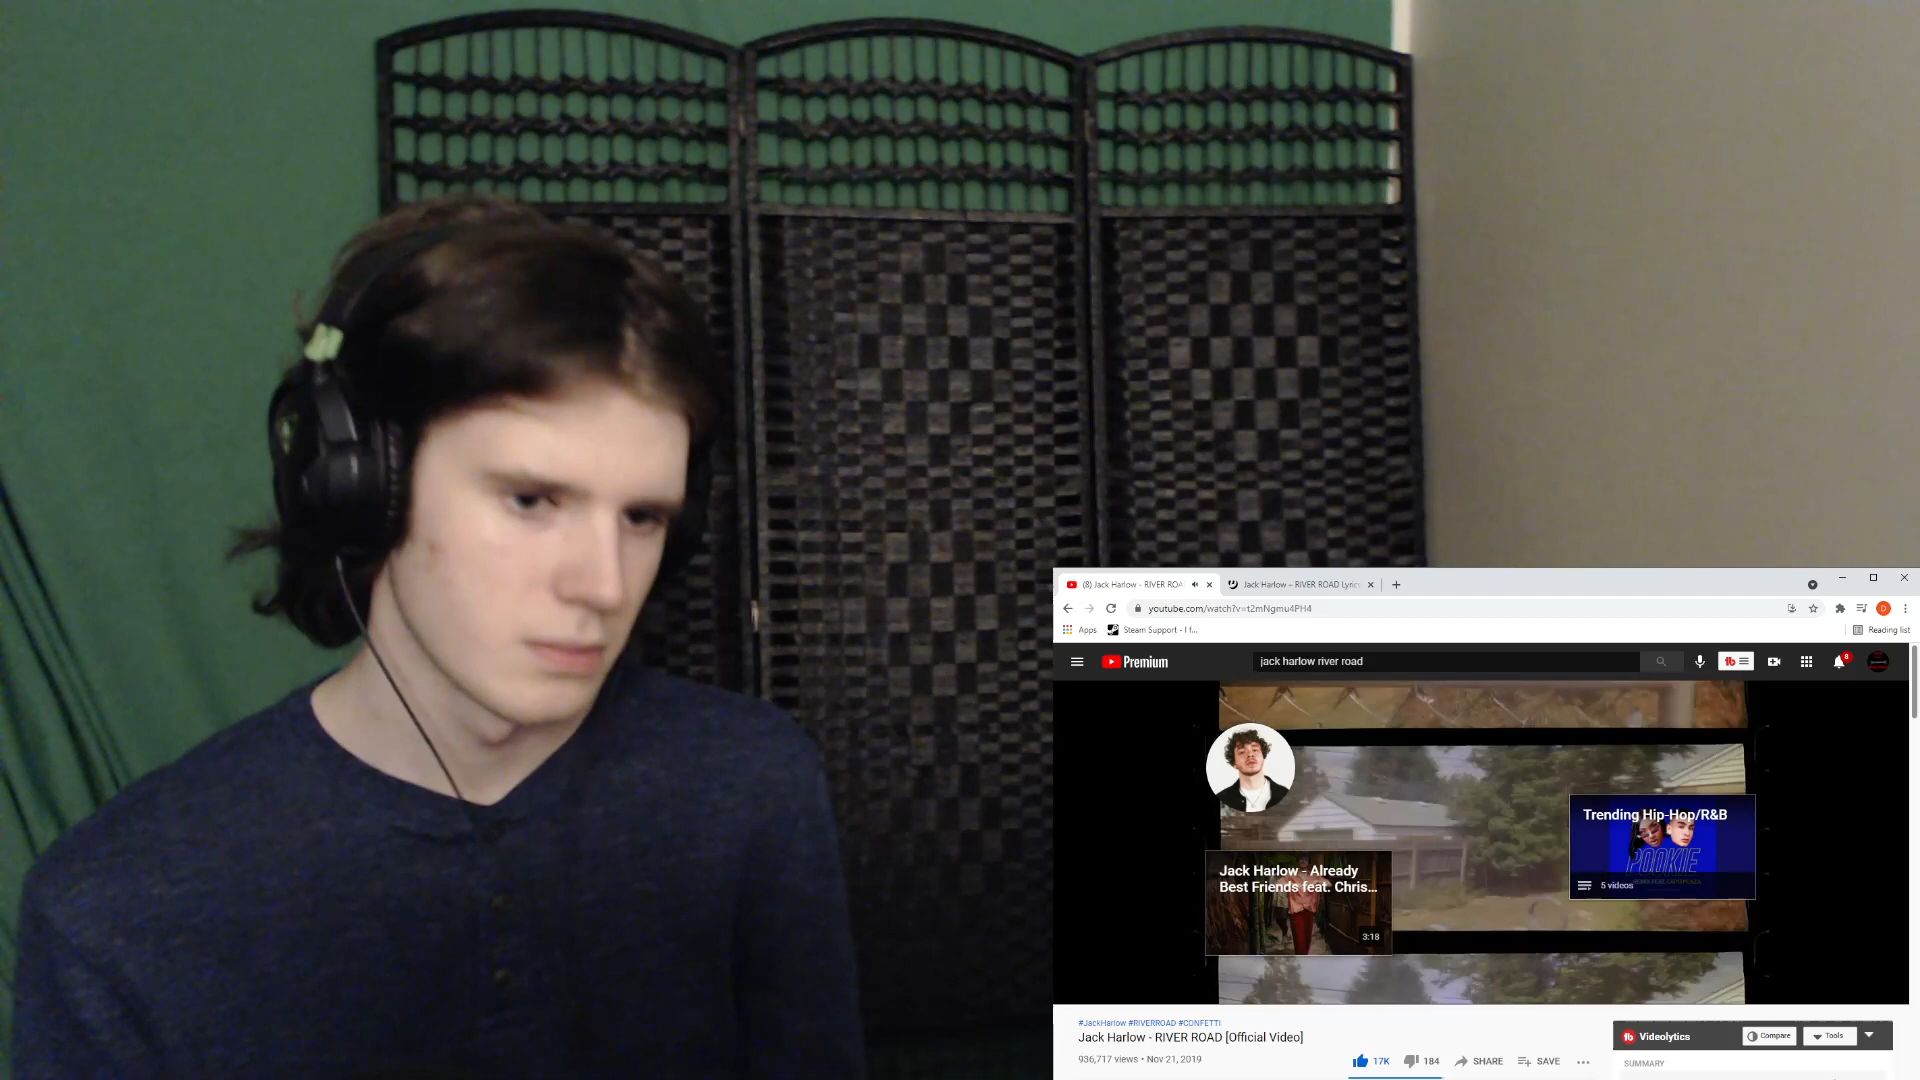 (8) Jack Harlow - RIVER ROA
Jack Harlow – RIVER ROAD Lyric
youtube.com/watch?v=t2mNgmu4PH4
Apps
Steam Support - I f...
Reading list
Premium
jack harlow river road
8
D
Trending Hip-Hop/R&B
POOKIE
5 videos
Jack Harlow - Already
Best Friends feat. Chris...
3:18
#JackHarlow #RIVERROAD #CONFETTI
Jack Harlow - RIVER ROAD [Official Video]
936,717 views • Nov 21, 2019
17K
184
SHARE
SAVE
Videolytics
Compare
Tools
SUMMARY